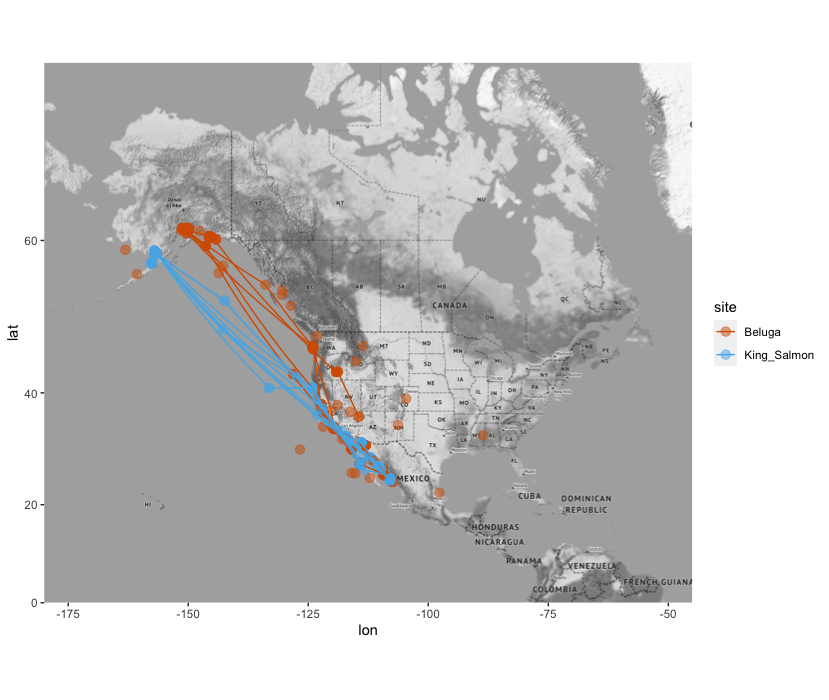 Denali
6194m
YT
NT
NU
60
BC
AB
SK
MB
CANADA
ON
QC
NL
NB
PE
NS
WA
MT
ND
MN
WI
MI
SD
WY
NE
IA
IL
IN
OH
PA
NY
40
NV
UT
CO
KS
MO
KY
VA
AZ
NM
OK
AR
TN
NC
SC
TX
LA
MS
AL
GA
FL
HI
MEXICO
20
CUBA
DOMINICAN
REPUBLIC
HONDURAS
NICARAGUA
PANAMA
VENEZUELA
COLOMBIA
FRENCH GUIANA
0
-175
-150
-125
-100
-75
-50
lon
lat
site
Beluga
King_Salmon